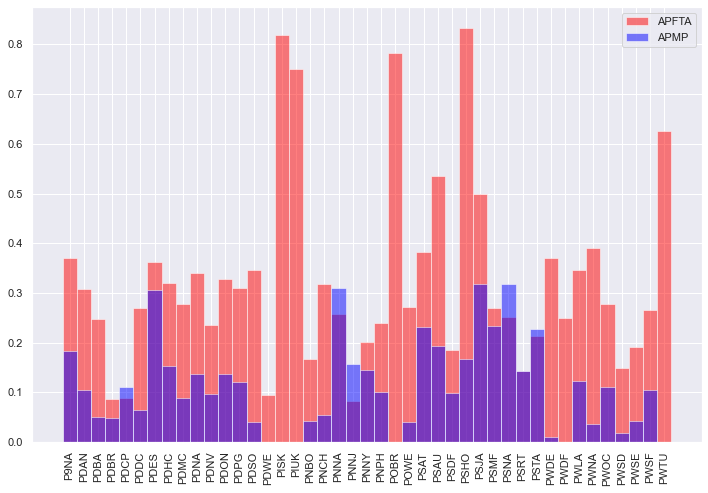 APFTA
APMP
0.8
0.7
0.6
0.5
0.4
0.3
0.2
0.1
0.0
P9NA
PDAN
PDBA
PDBR
PDCP
PDDC
PDES
PDHC
PDMC
PDNA
PDNV
PDON
PDPG
PDSO
PDWE
PISK
PIUK
PNBO
PNCH
PNNA
PNNJ
PNNY
PNPH
POBR
POWE
PSAT
PSAU
PSDF
PSHO
PSJA
PSMF
PSNA
PSRT
PSTA
PWDE
PWDF
PWLA
PWNA
PWOC
PWSD
PWSE
PWSF
PWTU